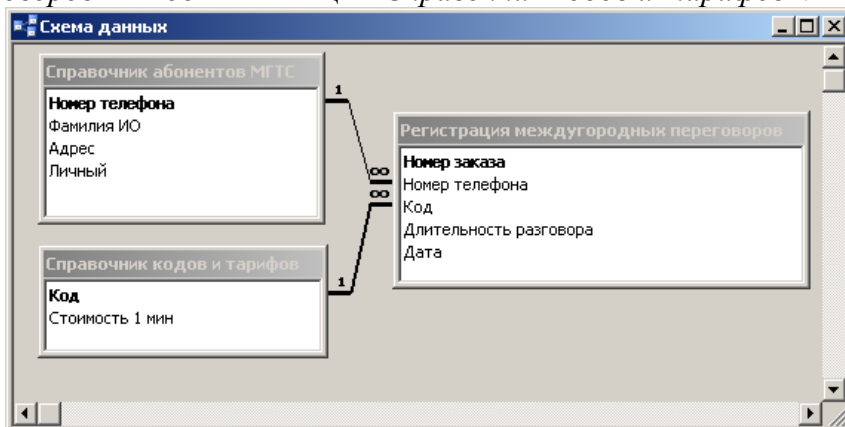 Схема данных
Справочник абонентов МГТС
Номер телефона
Фамилия ИО
Адрес
Личный
1
∞
∞
Регистрация междугородных переговоров
Номер заказа
Номер телефона
Код
Длительность разговора
Дата
Справочник кодов и тарифов
1
Код
Стоимость 1 мин